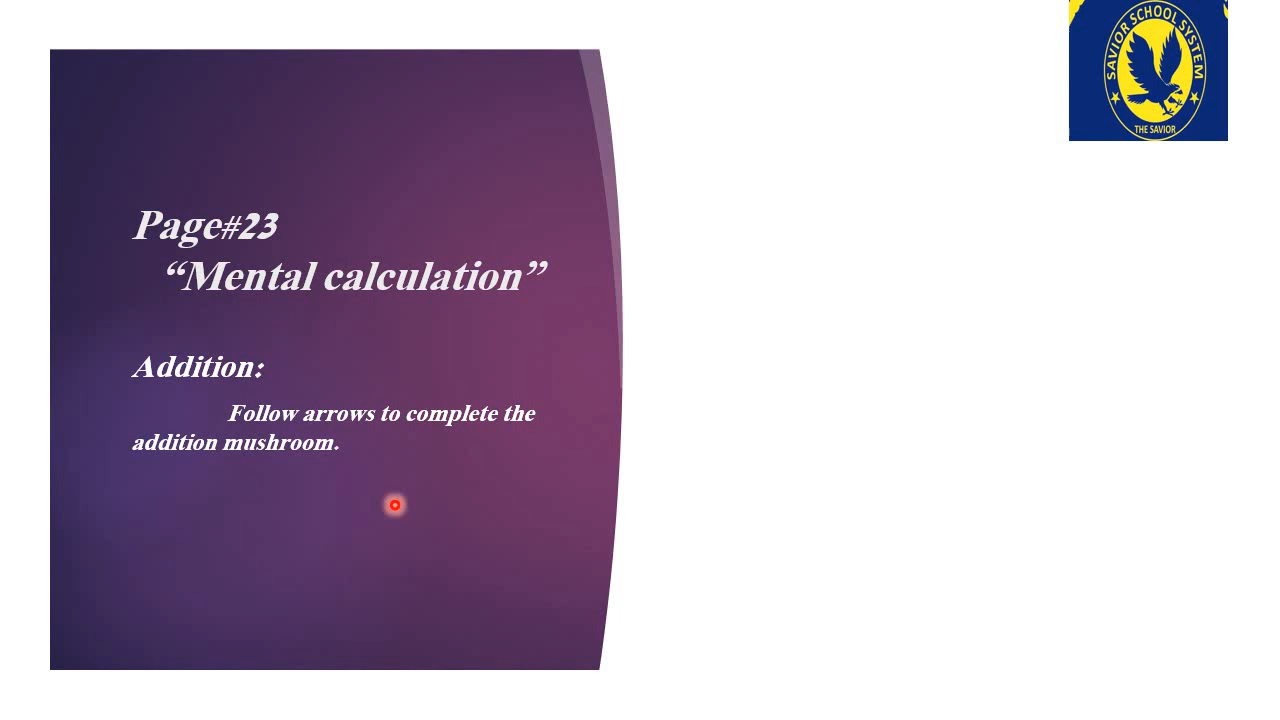 SAVIOR SCHOOL SYSTEM
THE SAVIOR
Page#23
“Mental calculation”
Addition:
Follow arrows to complete the
addition mushroom.